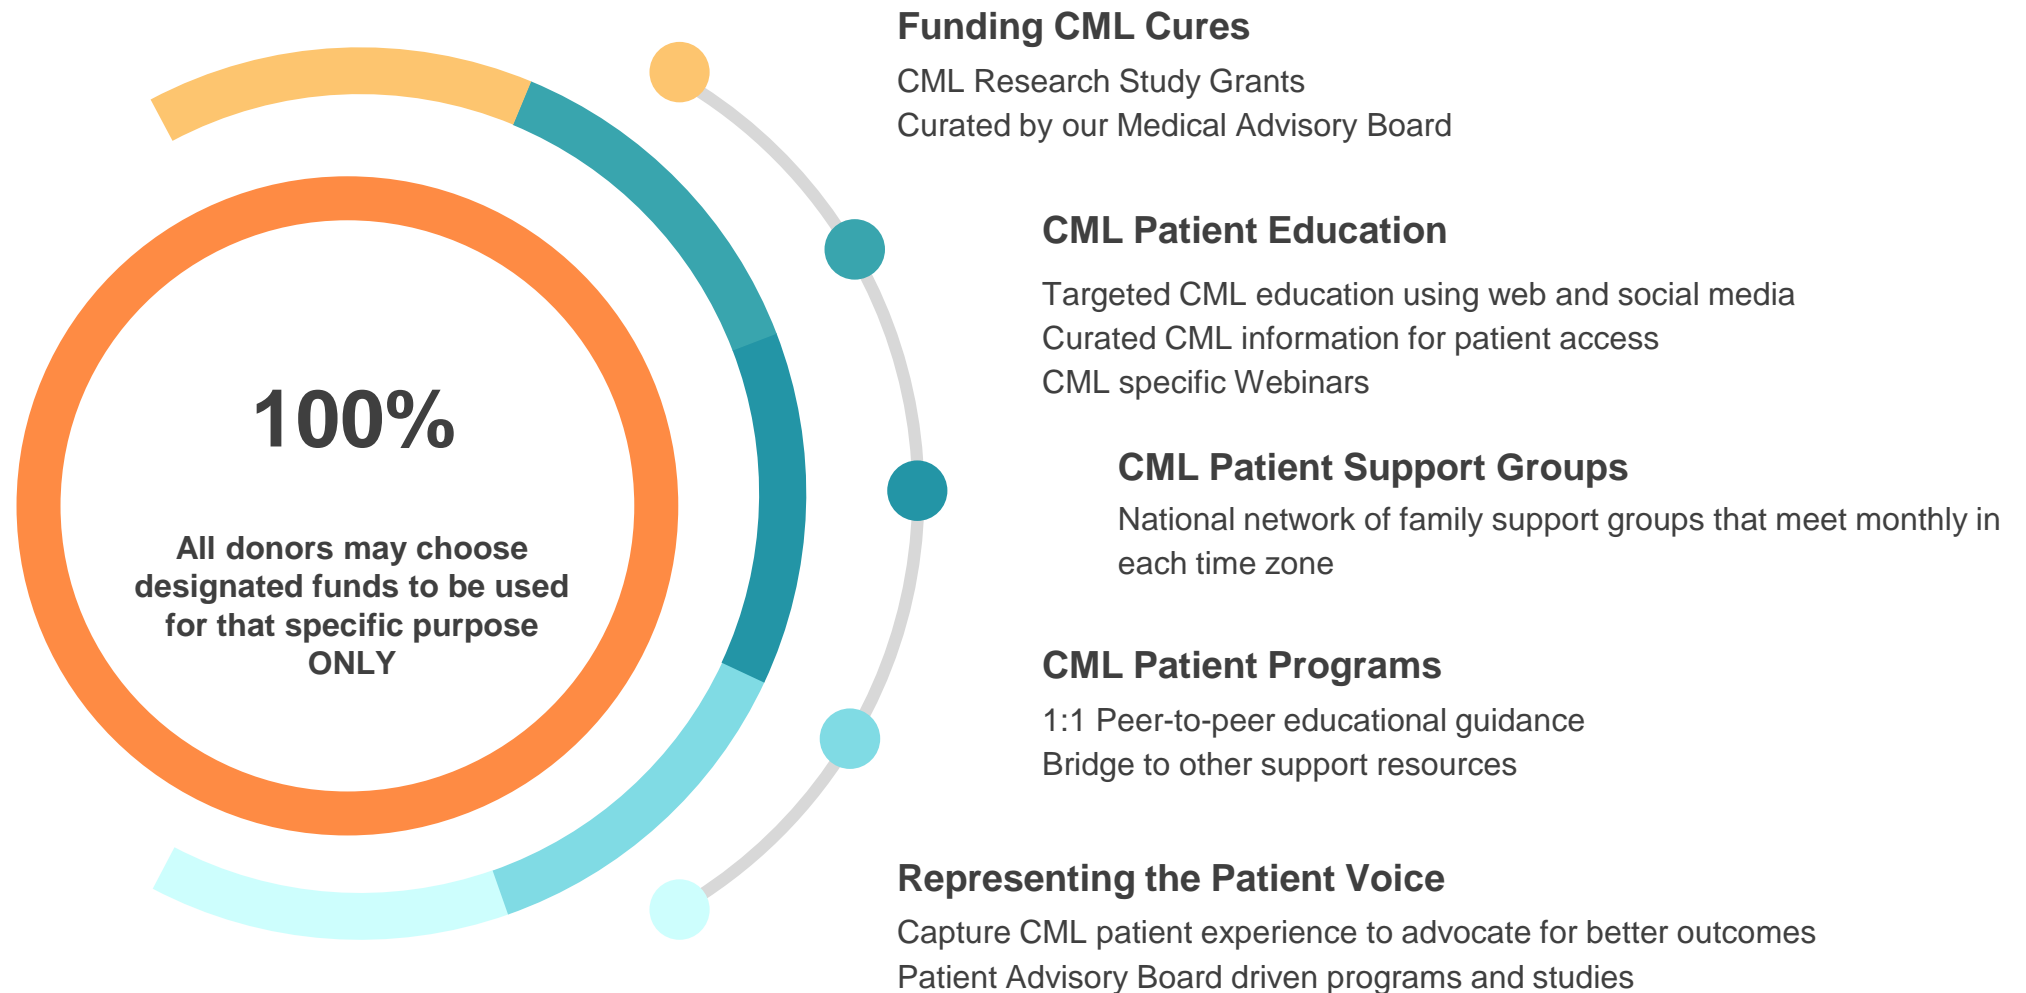 Funding CML Cures
CML Research Study Grants
Curated by our Medical Advisory Board
CML Patient Education
Targeted CML education using web and social media
Curated CML information for patient access
CML specific Webinars
100%
All donors may choose
designated funds to be used
for that specific purpose
ONLY
CML Patient Support Groups
National network of family support groups that meet monthly in
each time zone
CML Patient Programs
1:1 Peer-to-peer educational guidance
Bridge to other support resources
Representing the Patient Voice
Capture CML patient experience to advocate for better outcomes
Patient Advisory Board driven programs and studies